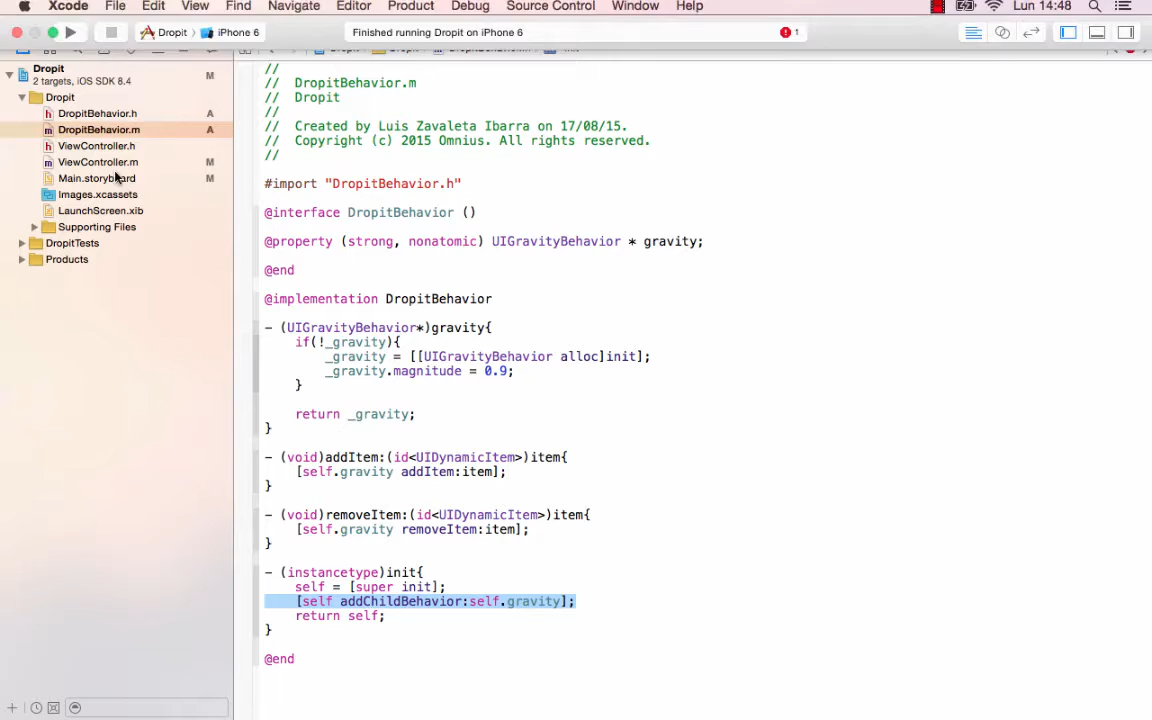 Xcode File Edit View Find Navigate Editor Product Debug Source Control Window Help Lun 14:48
Dropit iPhone 6 Finished running Dropit on iPhone 6 1
Dropit M
2 targets, iOS SDK 8.4
Dropit
h DropitBehavior.h A
m DropitBehavior.m A
h ViewController.h
m ViewController.m M
Main.storyboard M
Images.xcassets
LaunchScreen.xib
Supporting Files
DropitTests
Products
//
// DropitBehavior.m
// Dropit
//
// Created by Luis Zavaleta Ibarra on 17/08/15.
// Copyright (c) 2015 Omnius. All rights reserved.
//
#import "DropitBehavior.h"
@interface DropitBehavior ()
@property (strong, nonatomic) UIGravityBehavior * gravity;
@end
@implementation DropitBehavior
- (UIGravityBehavior*)gravity{
if(!_gravity){
_gravity = [[UIGravityBehavior alloc]init];
_gravity.magnitude = 0.9;
}
return _gravity;
}
- (void)addItem:(id<UIDynamicItem>)item{
[self.gravity addItem:item];
}
- (void)removeItem:(id<UIDynamicItem>)item{
[self.gravity removeItem:item];
}
- (instancetype)init{
self = [super init];
[self addChildBehavior:self.gravity];
return self;
}
@end